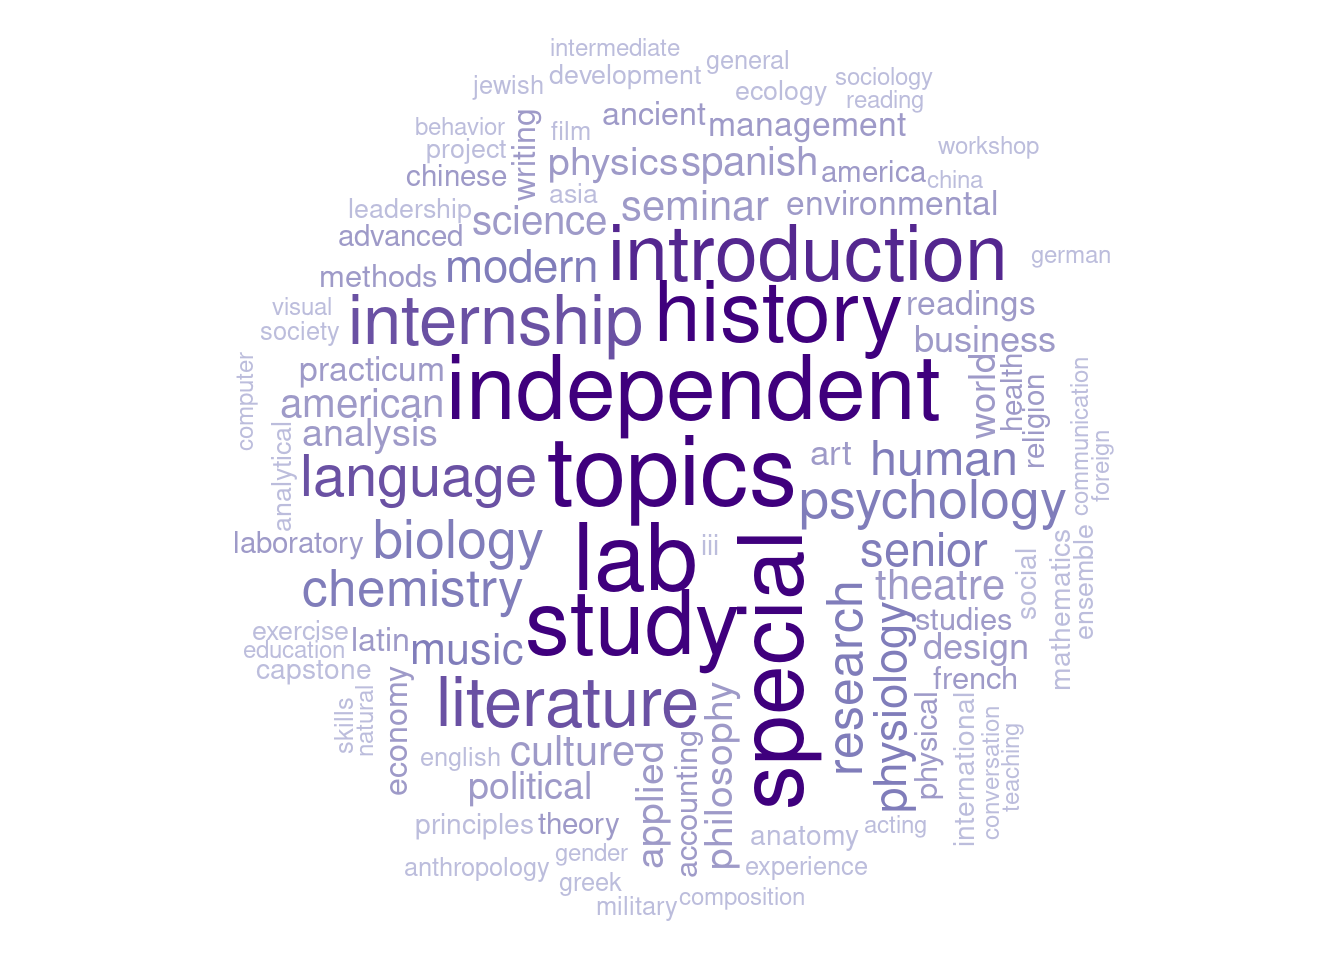 intermediate
general
jewish
development
sociology
ecology
reading
ancient
management
behavior
film
writing
project
physics
spanish
workshop
chinese
america
china
asia
leadership
science
seminar
environmental
advanced
introduction
german
methods
modern
visual
internship
history
readings
society
business
computer
practicum
independent
world
health
religion
communication
american
analysis
foreign
analytical
language
topics
art
human
psychology
laboratory
biology
lab
iii
special
senior
chemistry
theatre
social
mathematics
ensemble
study
research
physiology
studies
exercise
education
latin
music
design
capstone
french
skills
natural
economy
literature
philosophy
physical
international
conversation
teaching
english
culture
political
applied
accounting
principles
theory
anatomy
acting
anthropology
gender
experience
greek
military
composition